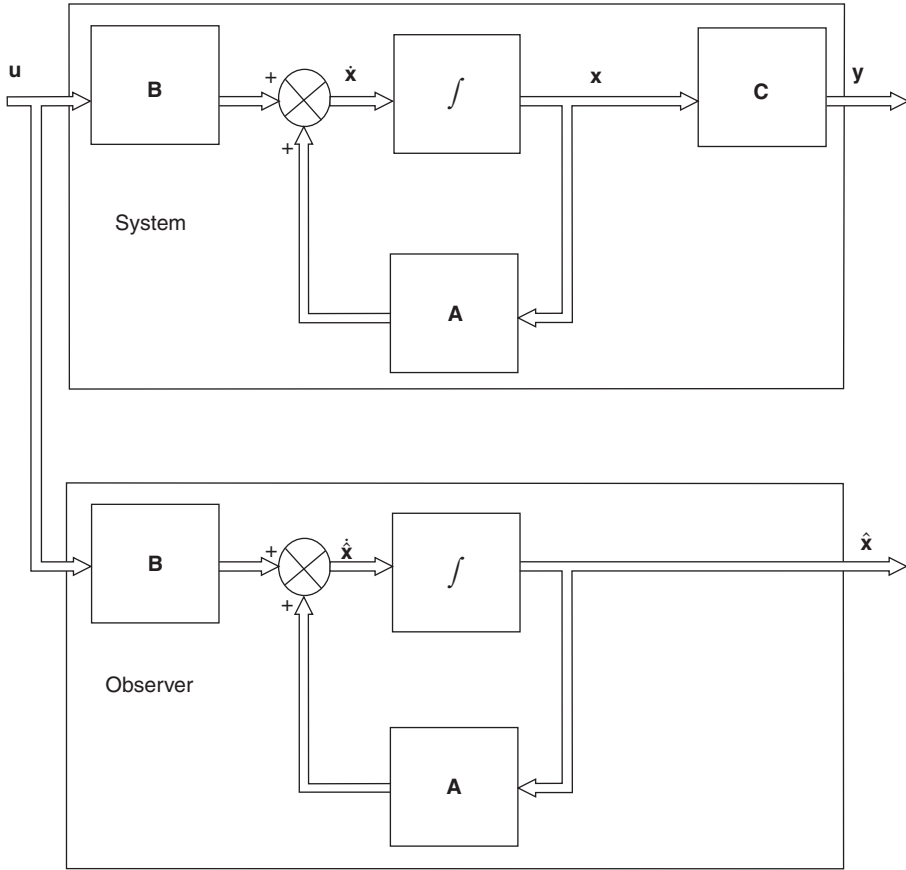 u
B
+
ẋ
∫
x
C
y
+
System
A
B
+
x̂̇
∫
x̂
+
Observer
A